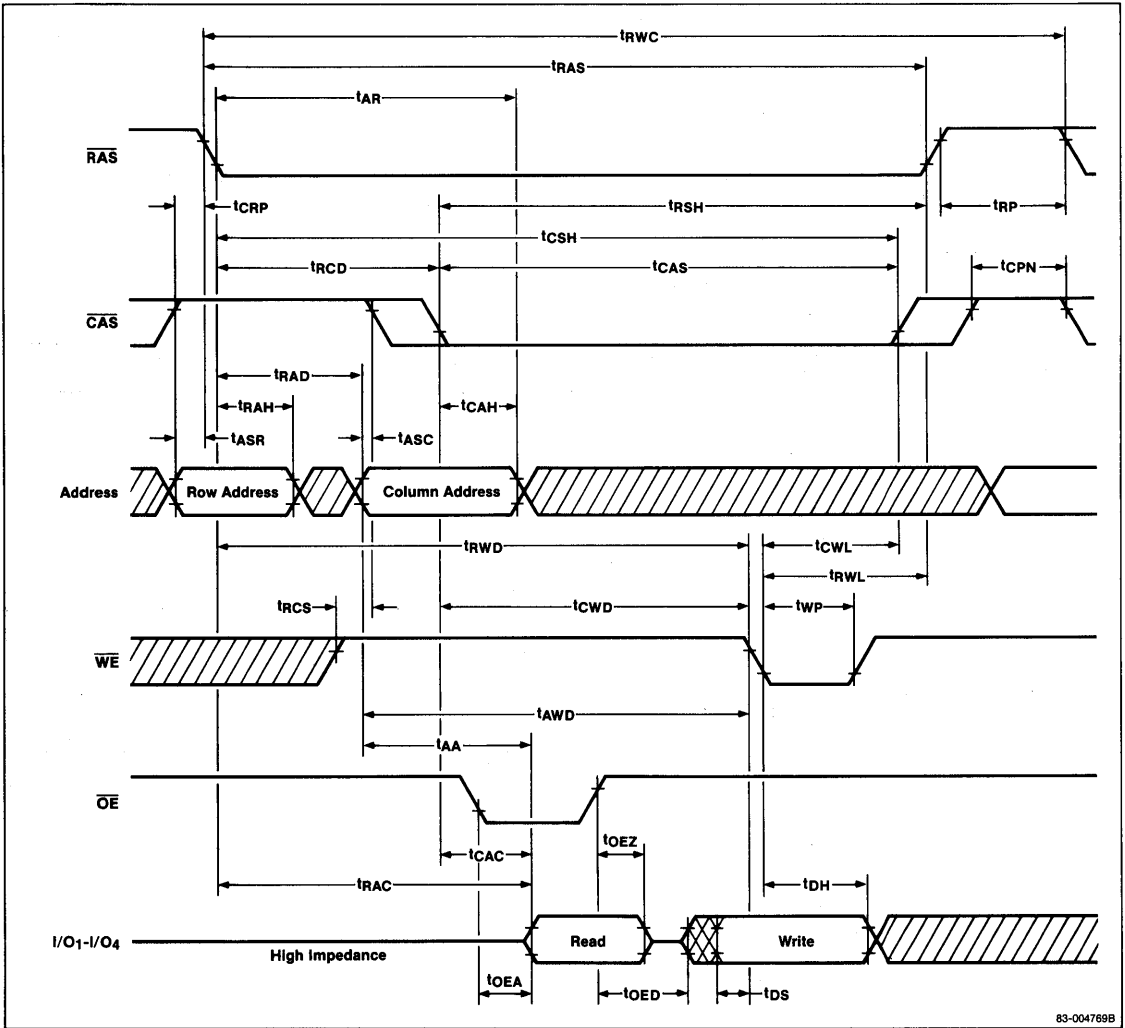 tRWC
tRAS
tAR
RAS
tCRP
tRSH
tRP
tCSH
tRCD
tCAS
tCPN
CAS
tRAD
tRAH
tCAH
tASR
tASC
Address
Row Address
Column Address
tRWD
tCWL
tRWL
tRCS
tCWD
tWP
WE
tAWD
tAA
OE
tOEZ
tCAC
tRAC
tDH
I/O1-I/O4
High Impedance
Read
Write
tOEA
tOED
tDS
83-004769B